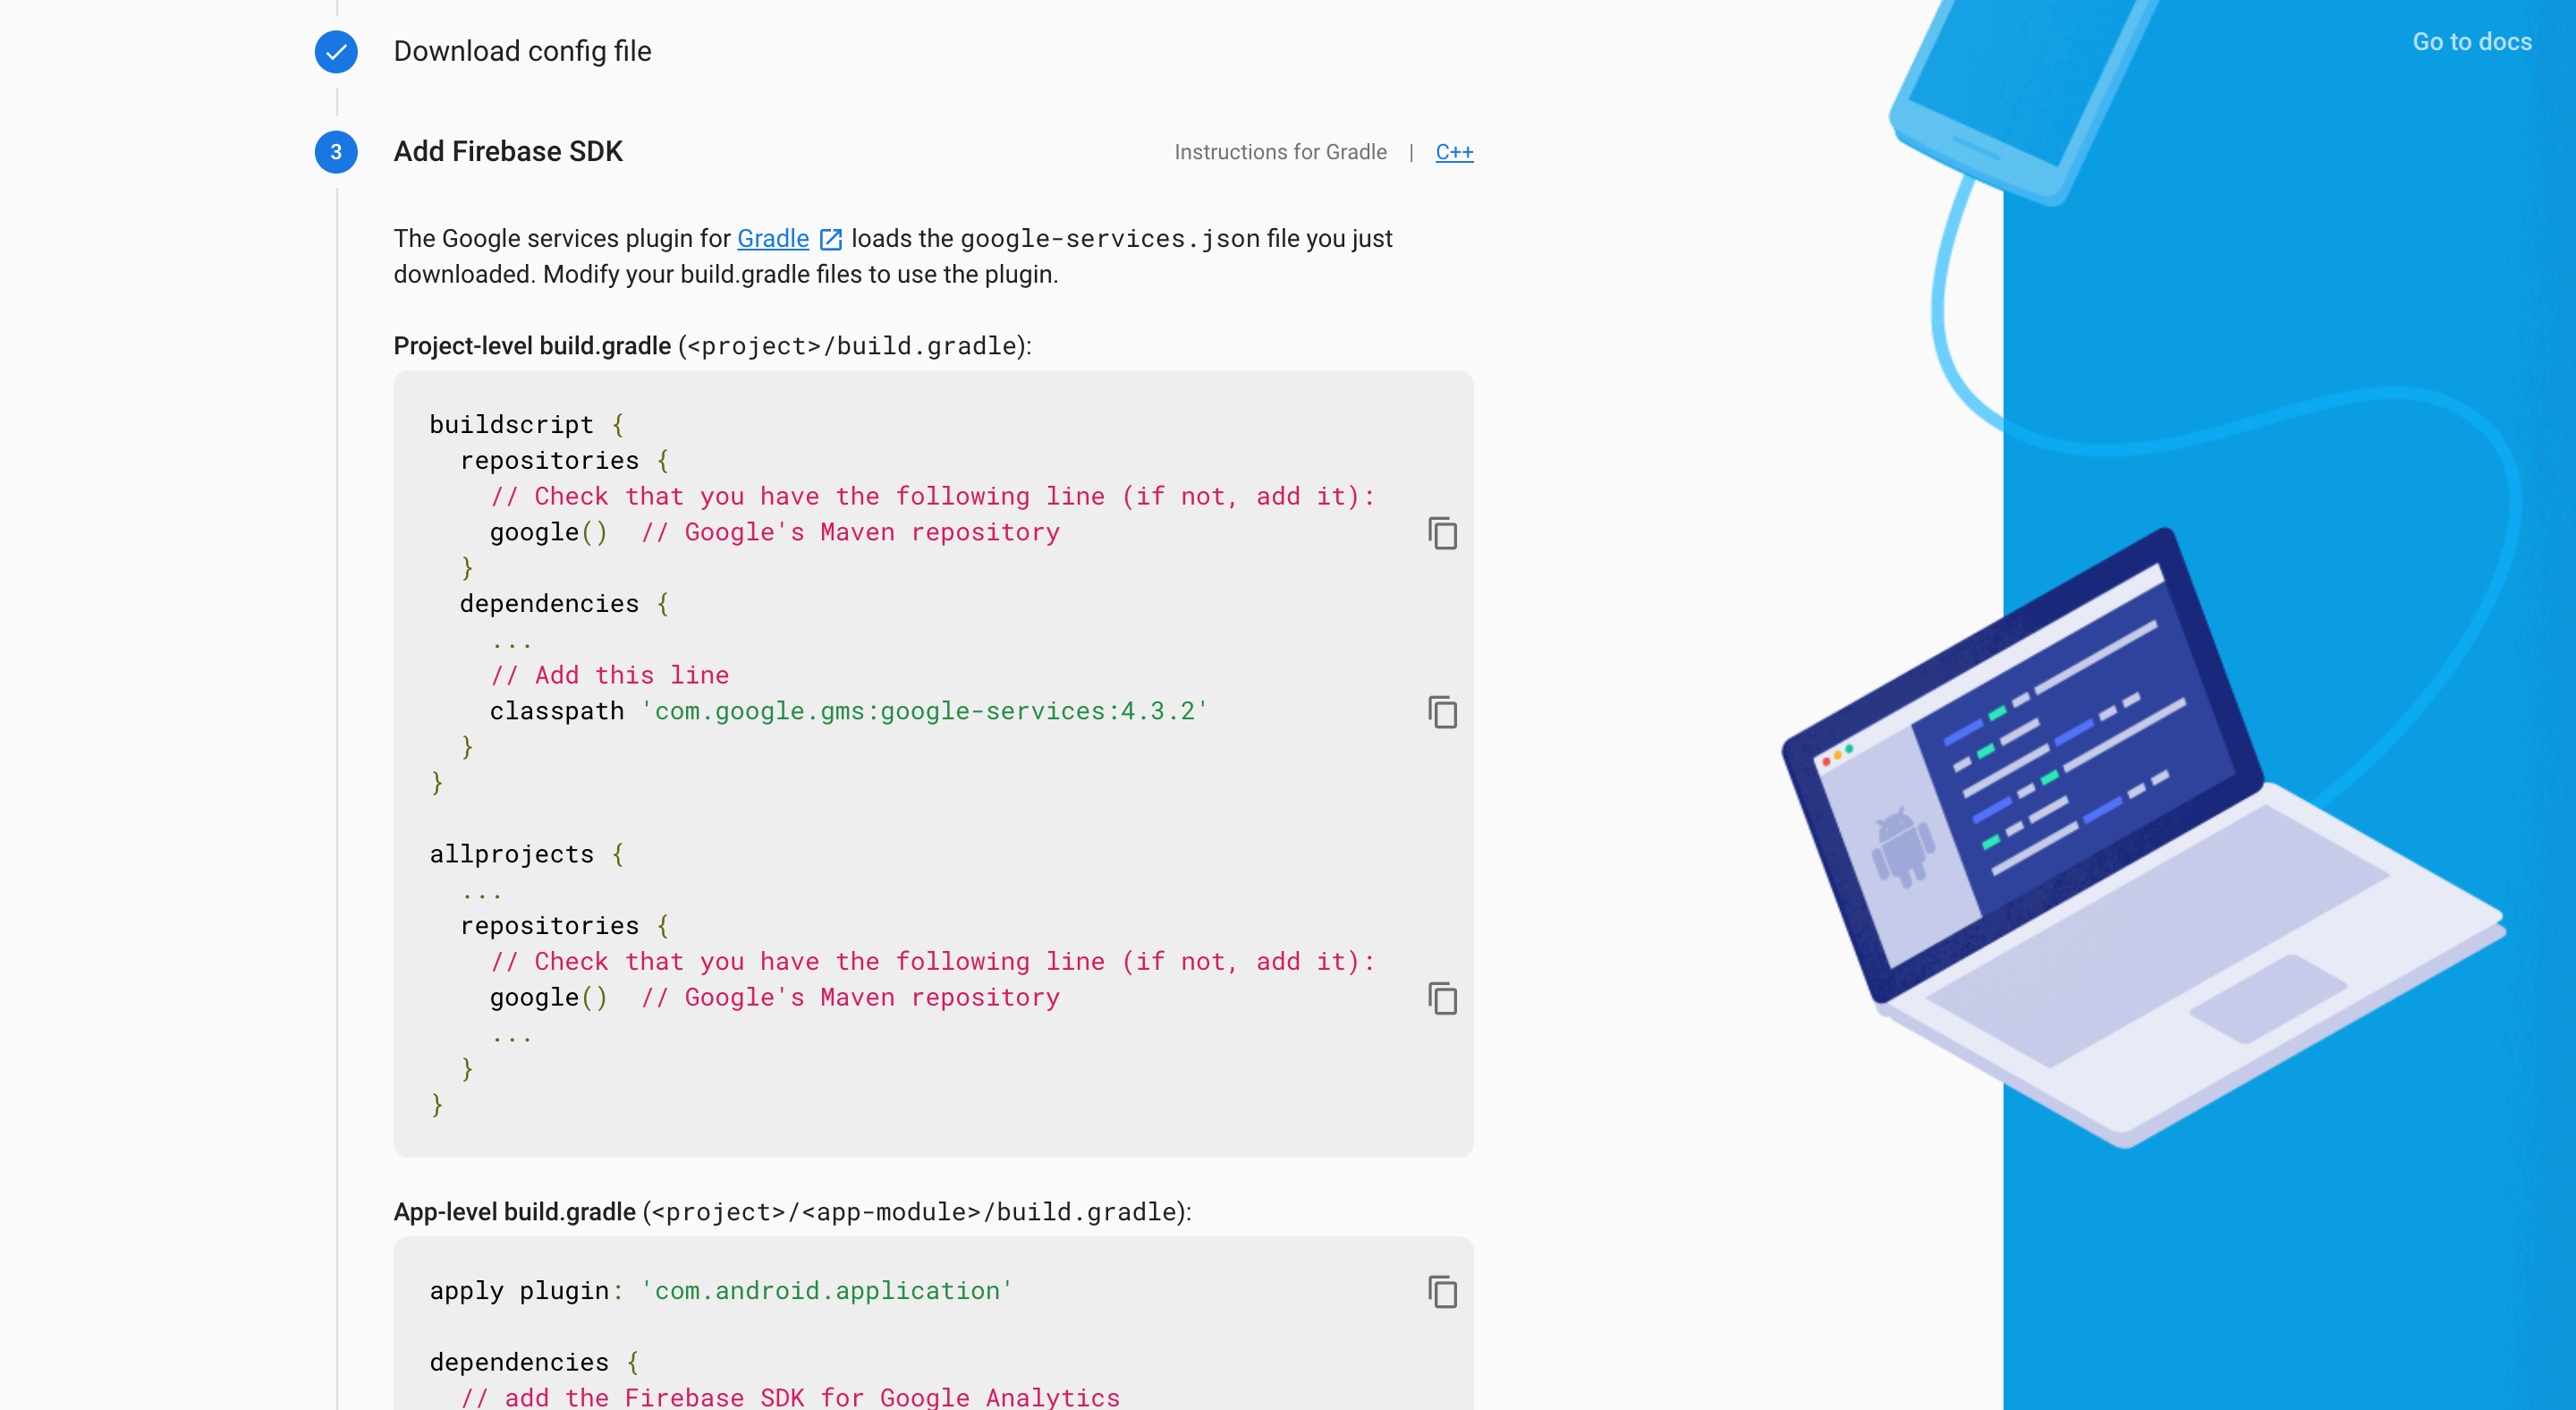 Download config file
Go to docs
3 Add Firebase SDK Instructions for Gradle | C++
The Google services plugin for Gradle loads the google-services.json file you just
downloaded. Modify your build.gradle files to use the plugin.
Project-level build.gradle (<project>/build.gradle):
buildscript {
  repositories {
    // Check that you have the following line (if not, add it):
    google()  // Google's Maven repository
  }
  dependencies {
    ...
    // Add this line
    classpath 'com.google.gms:google-services:4.3.2'
  }
}

allprojects {
  ...
  repositories {
    // Check that you have the following line (if not, add it):
    google()  // Google's Maven repository
    ...
  }
}
App-level build.gradle (<project>/<app-module>/build.gradle):
apply plugin: 'com.android.application'

dependencies {
  // add the Firebase SDK for Google Analytics